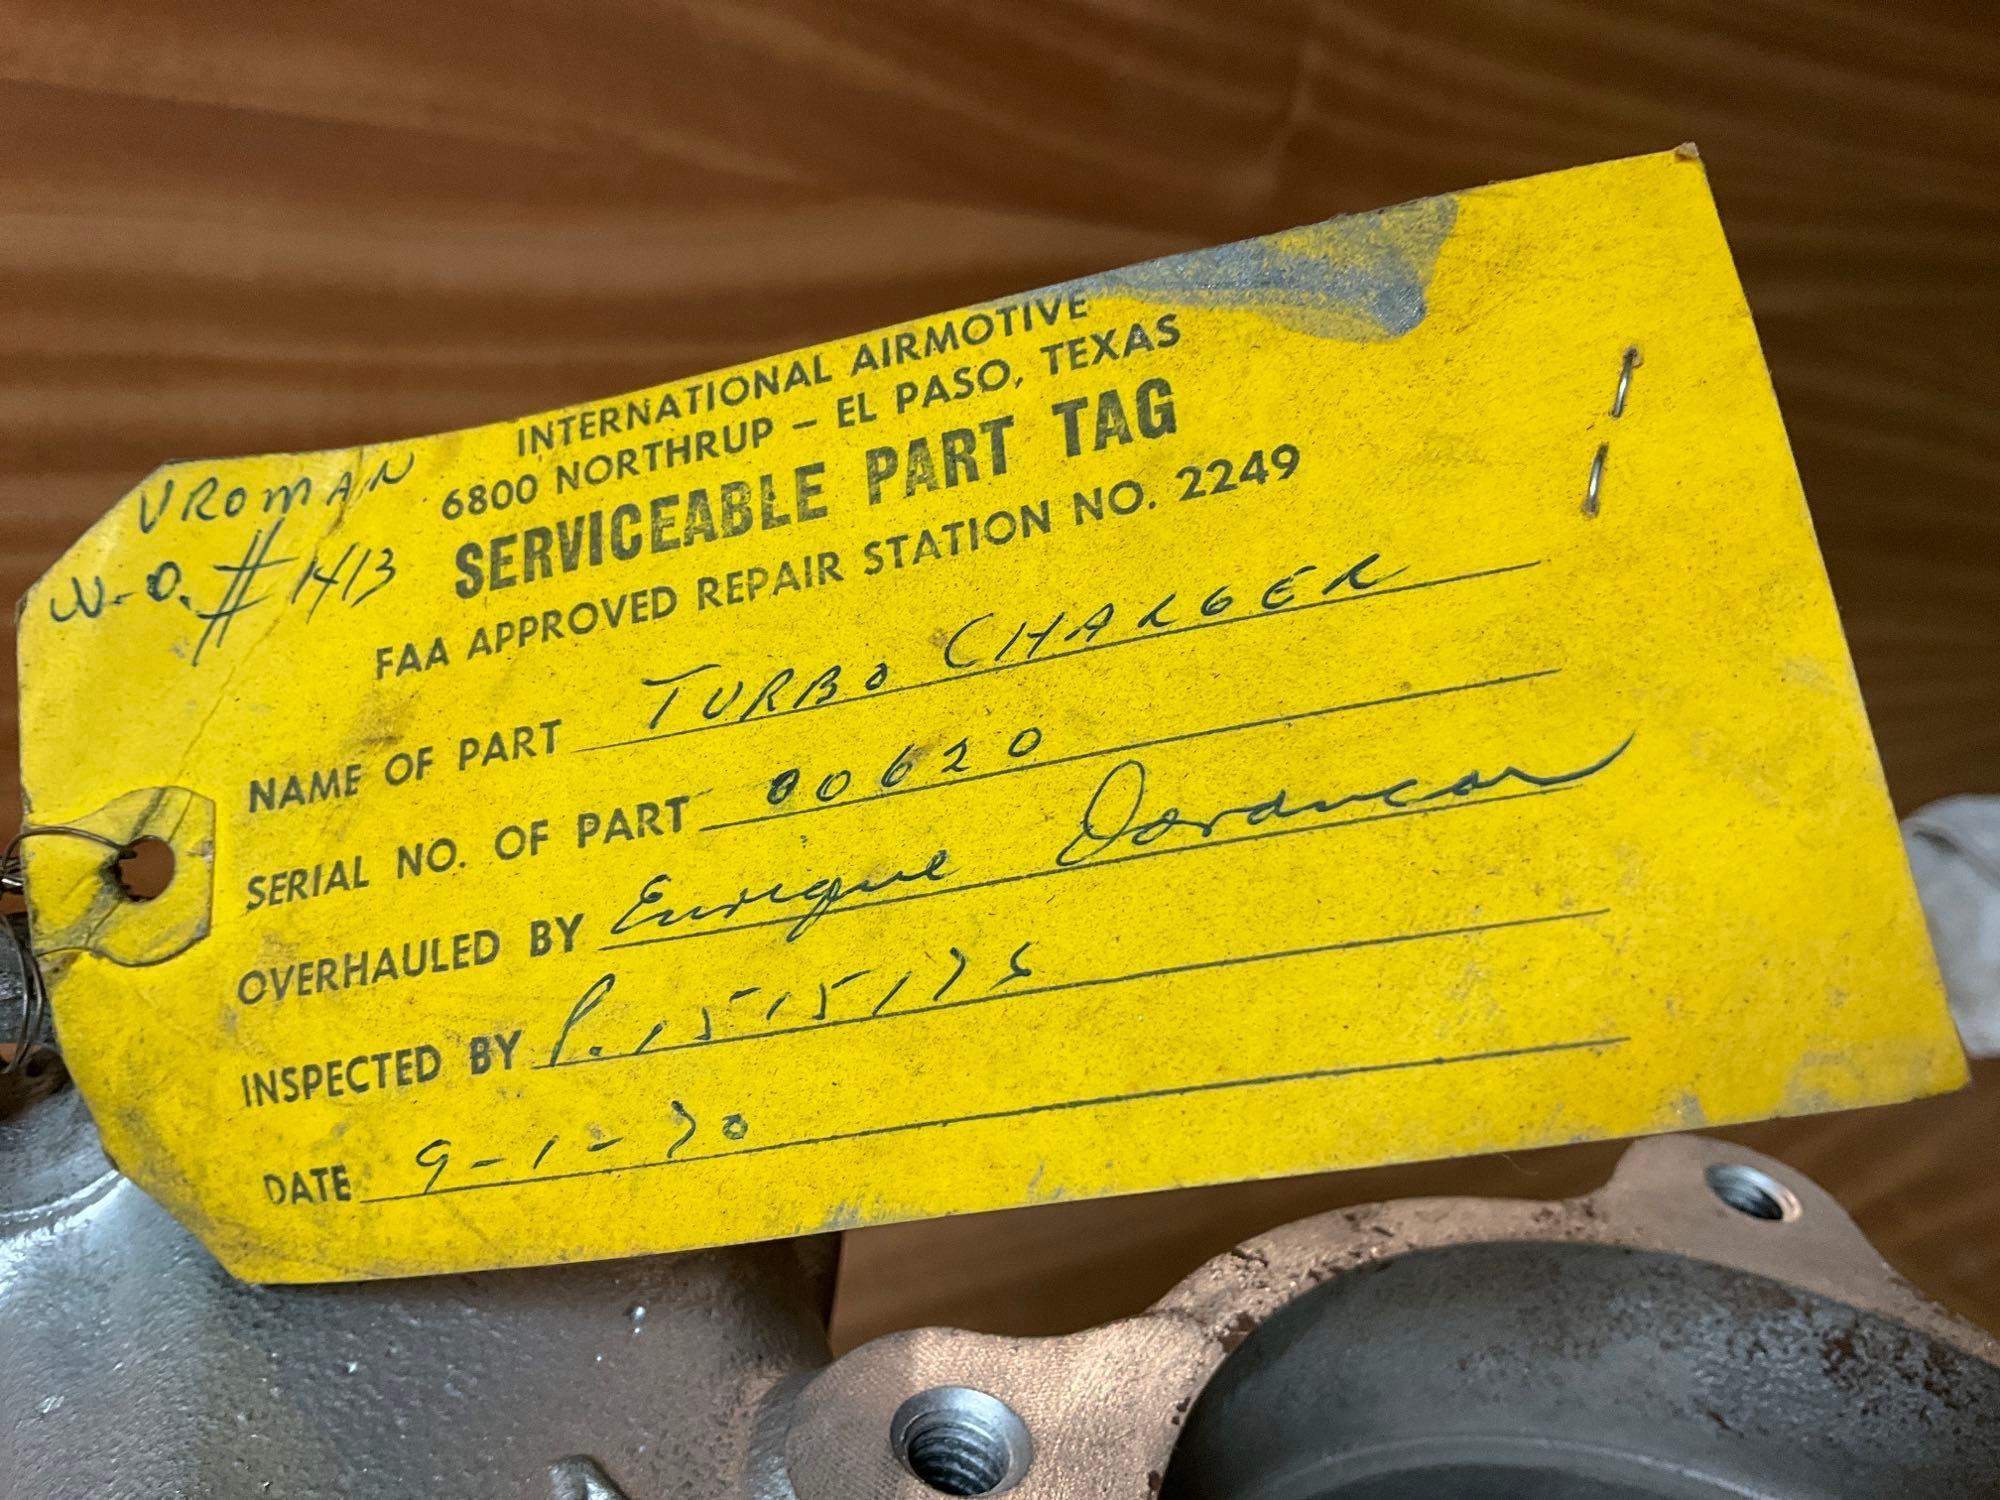 VROMAN
W.O. # 1413
INTERNATIONAL AIRMOTIVE
6800 NORTHRUP – EL PASO, TEXAS
SERVICEABLE PART TAG
FAA APPROVED REPAIR STATION NO. 2249
NAME OF PART TURBO CHARGER
SERIAL NO. OF PART 00620
OVERHAULED BY Enrique
INSPECTED BY
DATE 9-1-70